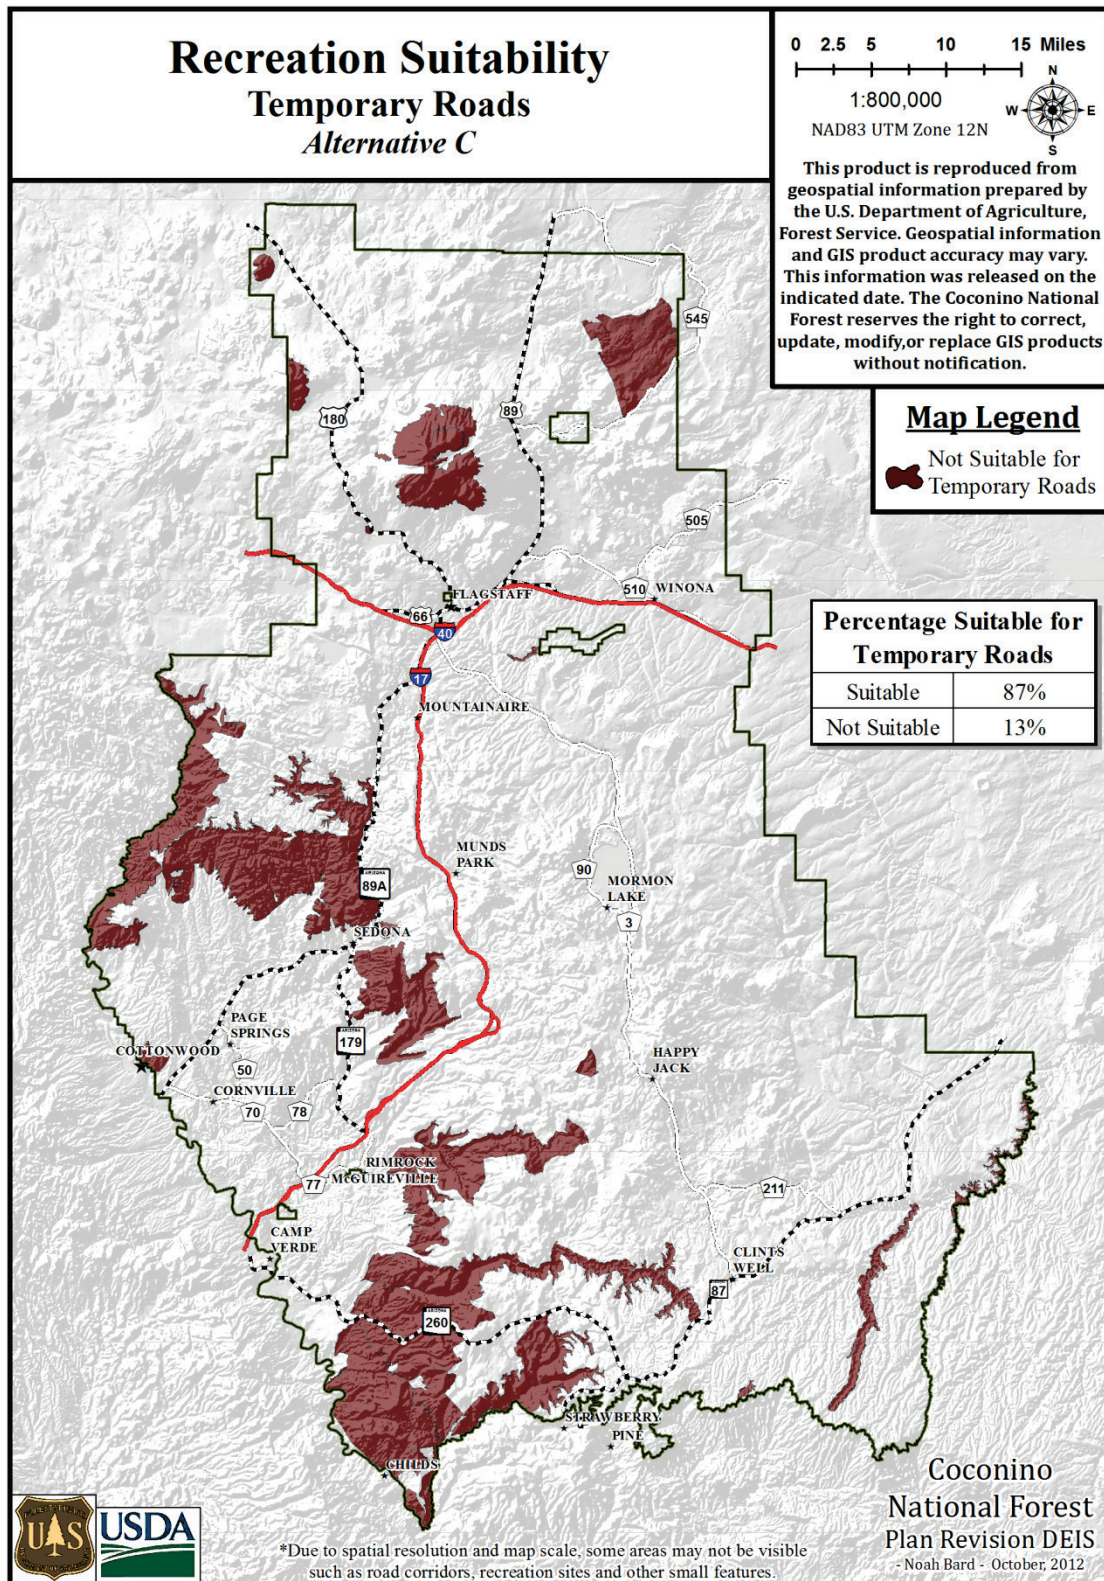 Recreation Suitability
Temporary Roads
Alternative C
0 2.5 5 10 15 Miles
1:800,000
NAD83 UTM Zone 12N
N
W E
S
This product is reproduced from
geospatial information prepared by
the U.S. Department of Agriculture,
Forest Service. Geospatial information
and GIS product accuracy may vary.
This information was released on the
indicated date. The Coconino National
Forest reserves the right to correct,
update, modify,or replace GIS products
without notification.
Map Legend
Not Suitable for
Temporary Roads
545
89
180
505
510
WINONA
FLAGSTAFF
66
40
17
Percentage Suitable for
Temporary Roads
Suitable 87%
Not Suitable 13%
MOUNTAINAIRE
MUNDS
PARK
90
MORMON
LAKE
3
ARIZONA
89A
SEDONA
PAGE
SPRINGS
ARIZONA
179
COTTONWOOD
50
HAPPY
JACK
CORNVILLE
70
78
RIMROCK
McGUIREVILLE
77
211
CAMP
VERDE
CLINTS
WELL
87
ARIZONA
260
STRAWBERRY
PINE
CHILDS
Coconino
National Forest
Plan Revision DEIS
- Noah Bard - October, 2012
U S
USDA
*Due to spatial resolution and map scale, some areas may not be visible
such as road corridors, recreation sites and other small features.